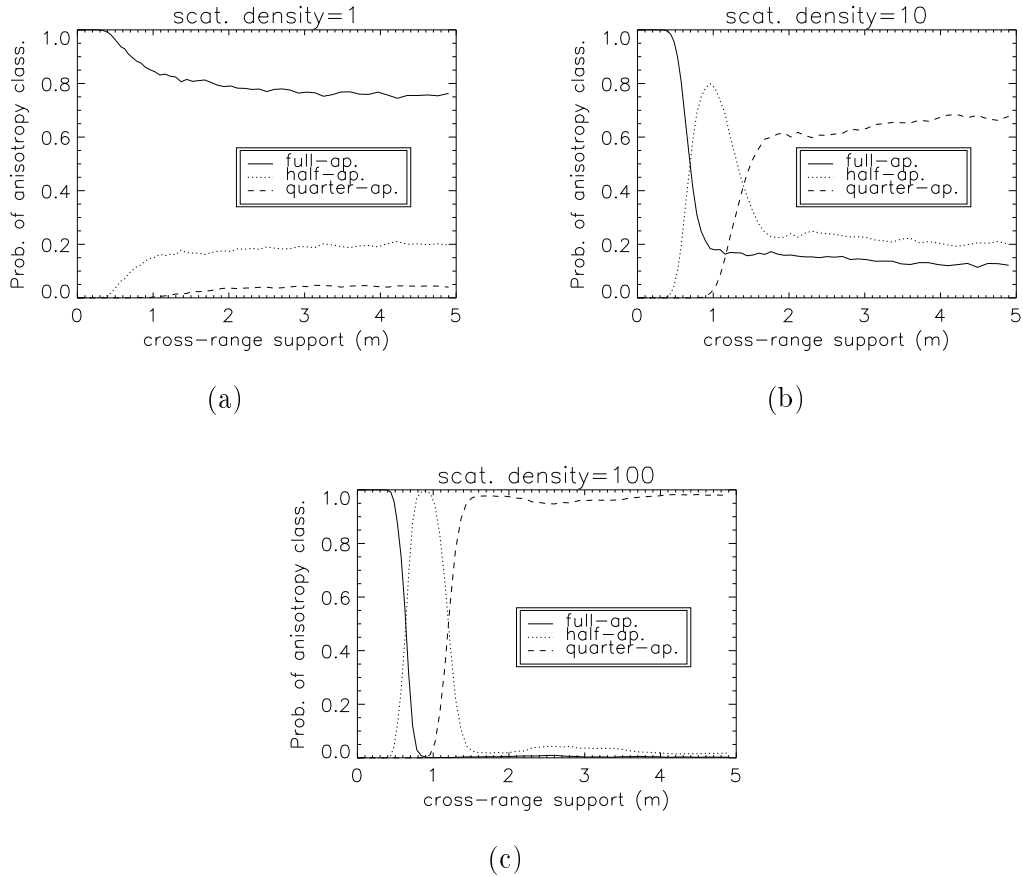 scat. density=1
Prob. of anisotropy class.
1.0
0.8
0.6
0.4
0.2
0.0
full-ap.
half-ap.
quarter-ap.
0 1 2 3 4 5
cross-range support (m)
(a)
scat. density=10
Prob. of anisotropy class.
1.0
0.8
0.6
0.4
0.2
0.0
full-ap.
half-ap.
quarter-ap.
0 1 2 3 4 5
cross-range support (m)
(b)
scat. density=100
Prob. of anisotropy class.
1.0
0.8
0.6
0.4
0.2
0.0
full-ap.
half-ap.
quarter-ap.
0 1 2 3 4 5
cross-range support (m)
(c)